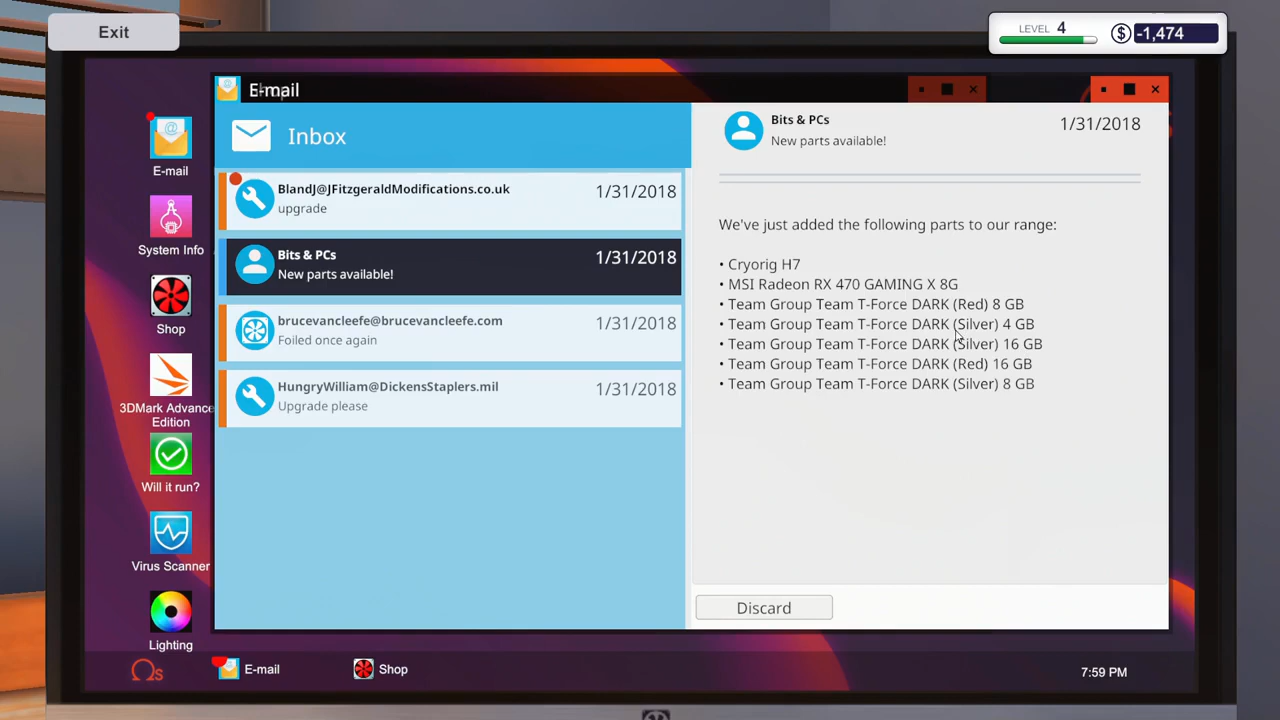 Exit
LEVEL 4
$ -1,474
E-mail
Inbox
BlandJ@JFitzgeraldModifications.co.uk 1/31/2018
upgrade
Bits & PCs 1/31/2018
New parts available!
brucevancleefe@brucevancleefe.com 1/31/2018
Foiled once again
HungryWilliam@DickensStaplers.mil 1/31/2018
Upgrade please
Bits & PCs 1/31/2018
New parts available!
We've just added the following parts to our range:
• Cryorig H7
• MSI Radeon RX 470 GAMING X 8G
• Team Group Team T-Force DARK (Red) 8 GB
• Team Group Team T-Force DARK (Silver) 4 GB
• Team Group Team T-Force DARK (Silver) 16 GB
• Team Group Team T-Force DARK (Red) 16 GB
• Team Group Team T-Force DARK (Silver) 8 GB
Discard
E-mail
System Info
Shop
3DMark Advance
Edition
Will it run?
Virus Scanner
Lighting
Ωs
E-mail
Shop
7:59 PM